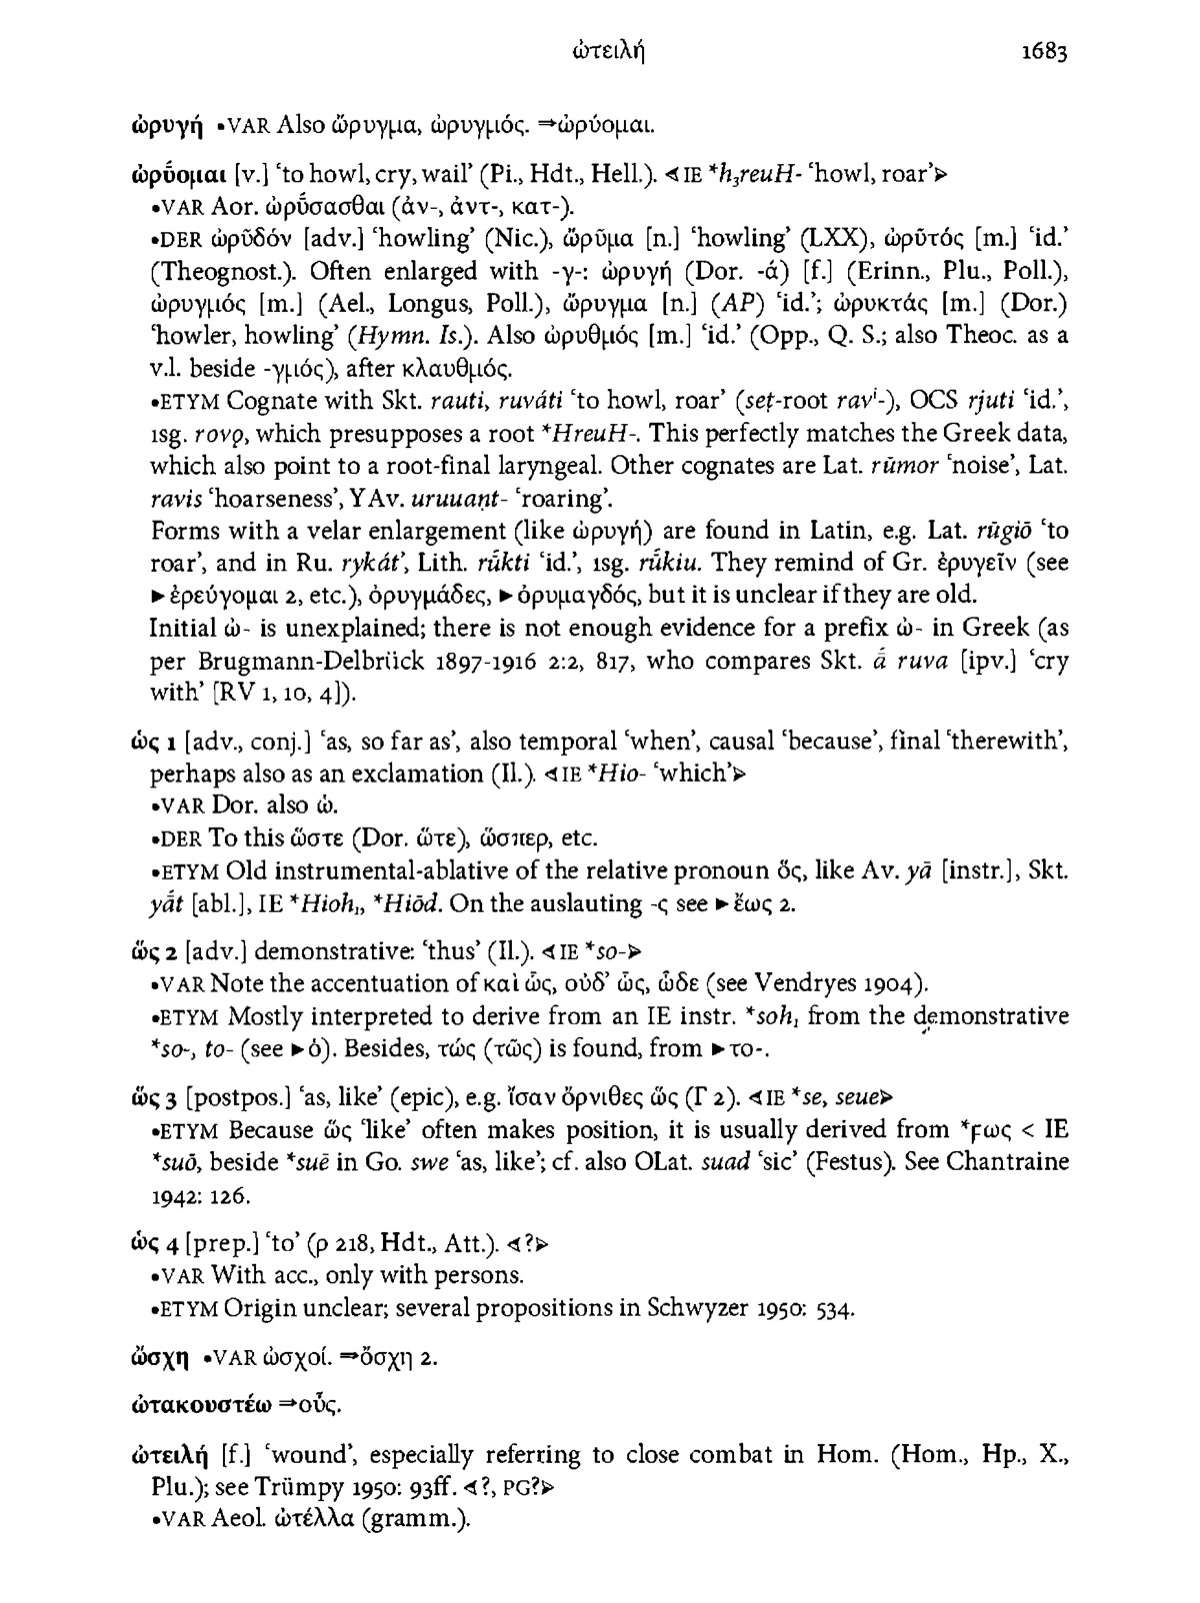 ὠτειλή 1683
ὠρυγή •VAR Also ὤρυγμα, ὠρυγμός. ⇒ὠρύομαι.
ὠρῡ́ομαι [v.] ‘to howl, cry, wail’ (Pi., Hdt., Hell.). ⊲IE *h₃reuH- ‘howl, roar’⊳
•VAR Aor. ὠρῡ́σασθαι (ἀν-, ἀντ-, κατ-).
•DER ὠρῡδόν [adv.] ‘howling’ (Nic.), ὤρῡμα [n.] ‘howling’ (LXX), ὠρῡτός [m.] ‘id.’
(Theognost.). Often enlarged with -γ-: ὠρυγή (Dor. -ά) [f.] (Erinn., Plu., Poll.),
ὠρυγμός [m.] (Ael., Longus, Poll.), ὤρυγμα [n.] (AP) ‘id.’; ὠρυκτάς [m.] (Dor.)
‘howler, howling’ (Hymn. Is.). Also ὠρυθμός [m.] ‘id.’ (Opp., Q. S.; also Theoc. as a
v.l. beside -γμός), after κλαυθμός.
•ETYM Cognate with Skt. rauti, ruváti ‘to howl, roar’ (seṭ-root ravⁱ-), OCS rjuti ‘id.’,
1sg. rovǫ, which presupposes a root *HreuH-. This perfectly matches the Greek data,
which also point to a root-final laryngeal. Other cognates are Lat. rūmor ‘noise’, Lat.
ravis ‘hoarseness’, YAv. uruuaṇt- ‘roaring’.
Forms with a velar enlargement (like ὠρυγή) are found in Latin, e.g. Lat. rūgiō ‘to
roar’, and in Ru. rykát’, Lith. rū́kti ‘id.’, 1sg. rū́kiu. They remind of Gr. ἐρυγεῖν (see
►ἐρεύγομαι 2, etc.), ὀρυγμάδες, ►ὀρυμαγδός, but it is unclear if they are old.
Initial ὠ- is unexplained; there is not enough evidence for a prefix ὠ- in Greek (as
per Brugmann-Delbrück 1897-1916 2:2, 817, who compares Skt. ā́ ruva [ipv.] ‘cry
with’ [RV 1, 10, 4]).
ὡς 1 [adv., conj.] ‘as, so far as’, also temporal ‘when’, causal ‘because’, final ‘therewith’,
perhaps also as an exclamation (Il.). ⊲IE *Hio- ‘which’⊳
•VAR Dor. also ὡ.
•DER To this ὥστε (Dor. ὥτε), ὥσπερ, etc.
•ETYM Old instrumental-ablative of the relative pronoun ὅς, like Av. yā [instr.], Skt.
yā́t [abl.], IE *Hioh₁, *Hiōd. On the auslauting -ς see ►ἕως 2.
ὥς 2 [adv.] demonstrative: ‘thus’ (Il.). ⊲IE *so-⊳
•VAR Note the accentuation of καὶ ὧς, οὐδ’ ὧς, ὧδε (see Vendryes 1904).
•ETYM Mostly interpreted to derive from an IE instr. *soh₁ from the demonstrative
*so-, to- (see ►ὁ). Besides, τώς (τῶς) is found, from ►το-.
ὥς 3 [postpos.] ‘as, like’ (epic), e.g. ἴσαν ὄρνιθες ὥς (Γ 2). ⊲IE *se, seue⊳
•ETYM Because ὥς ‘like’ often makes position, it is usually derived from *ϝως < IE
*suō, beside *suē in Go. swe ‘as, like’; cf. also OLat. suad ‘sic’ (Festus). See Chantraine
1942: 126.
ὡς 4 [prep.] ‘to’ (ρ 218, Hdt., Att.). ⊲?⊳
•VAR With acc., only with persons.
•ETYM Origin unclear; several propositions in Schwyzer 1950: 534.
ὤσχη •VAR ὠσχοί. ⇒ὄσχη 2.
ὠτακουστέω ⇒οὖς.
ὠτειλή [f.] ‘wound’, especially referring to close combat in Hom. (Hom., Hp., X.,
Plu.); see Trümpy 1950: 93ff. ⊲?, PG?⊳
•VAR Aeol. ὠτέλλα (gramm.).